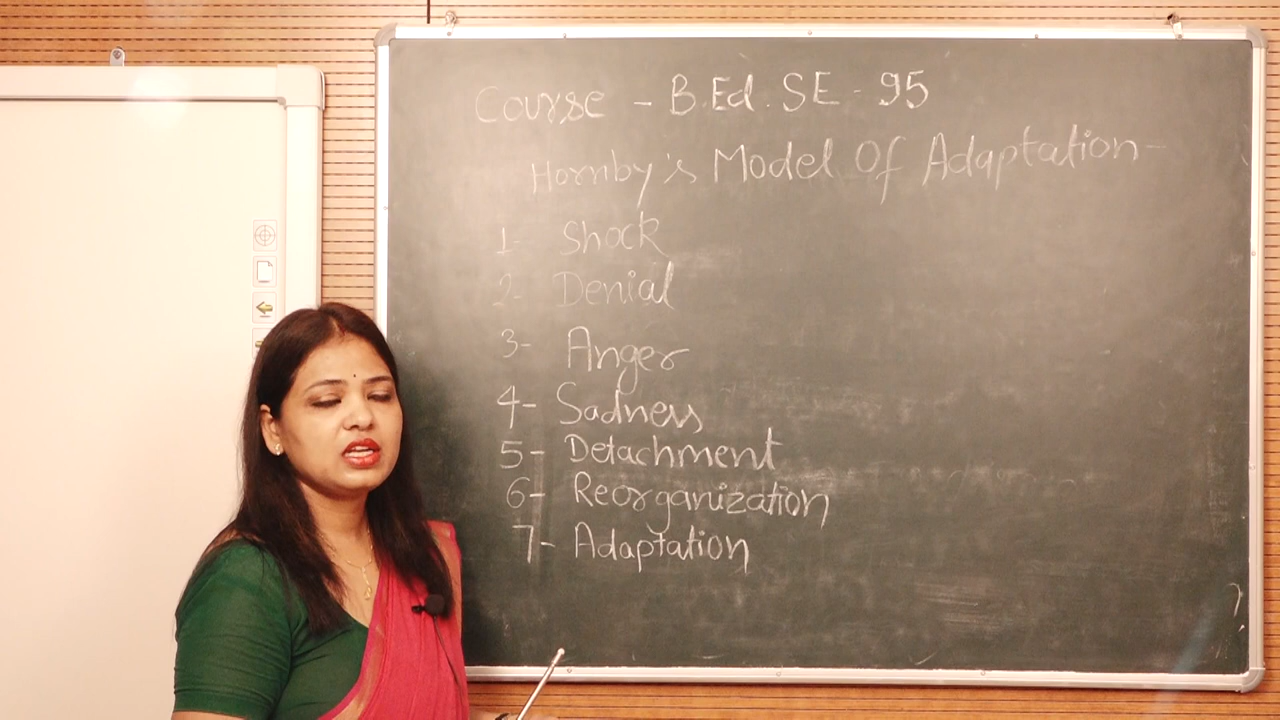 Course - B.Ed. SE - 95
Hornby's Model Of Adaptation-
1- Shock
2- Denial
3- Anger
4- Sadness
5- Detachment
6- Reorganization
7- Adaptation